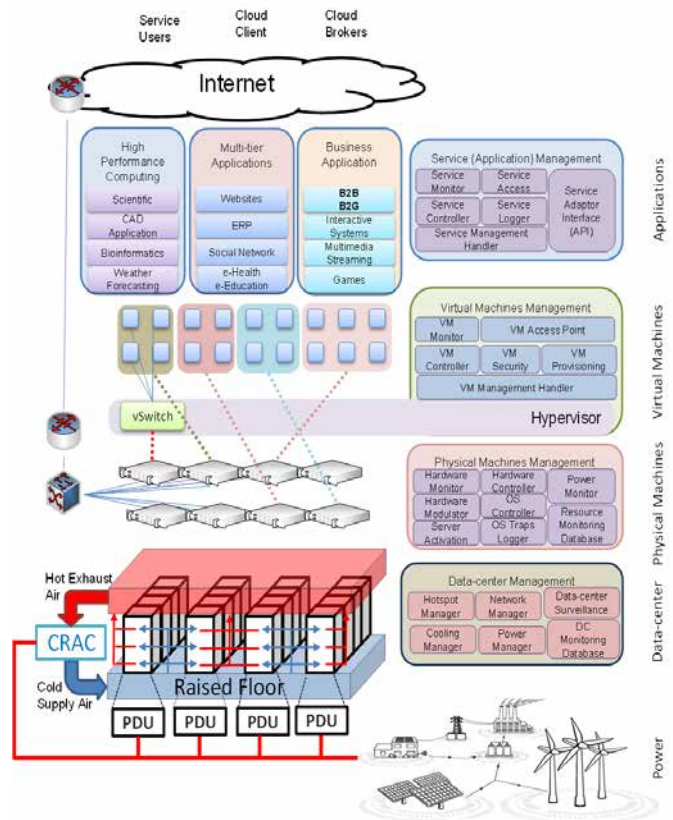 Service
Users
Cloud
Client
Cloud
Brokers
Internet
High
Performance
Computing
Scientific
CAD
Application
Bioinformatics
Weather
Forecasting
Multi-tier
Applications
Websites
ERP
Social Network
e-Health
e-Education
Business
Application
B2B
B2G
Interactive
Systems
Multimedia
Streaming
Games
Service (Application) Management
Service
Monitor
Service
Access
Service
Controller
Service
Logger
Service Management
Handler
Service
Adaptor
Interface
(API)
Applications
Virtual Machines Management
VM
Monitor
VM Access Point
VM
Controller
VM
Security
VM
Provisioning
VM Management Handler
Virtual Machines
vSwitch
Hypervisor
Physical Machines Management
Hardware
Monitor
Hardware
Controller
Power
Monitor
Hardware
Modulator
OS
Controller
Resource
Monitoring
Database
Server
Activation
OS Traps
Logger
Physical Machines
Hot Exhaust
Air
CRAC
Cold
Supply Air
Raised Floor
Data-center Management
Hotspot
Manager
Network
Manager
Data-center
Surveillance
Cooling
Manager
Power
Manager
DC
Monitoring
Database
Data-center
PDU
PDU
PDU
PDU
Power